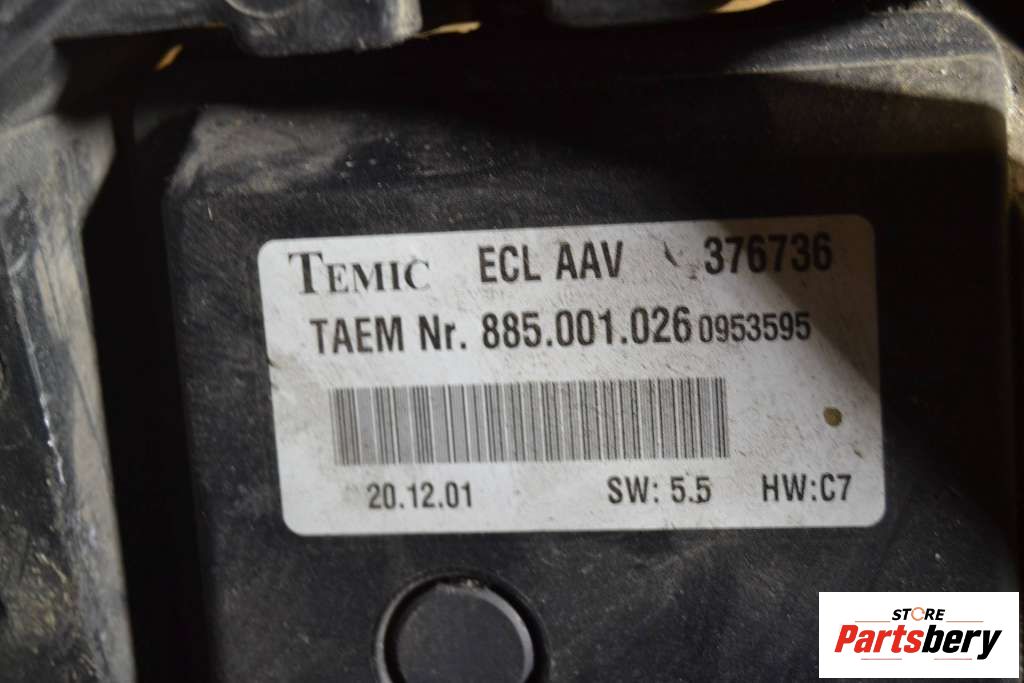 TEMIC ECL AAV 376736
TAEM Nr. 885.001.026 0953595
20.12.01 SW: 5.5 HW:C7
STORE
Partsbery